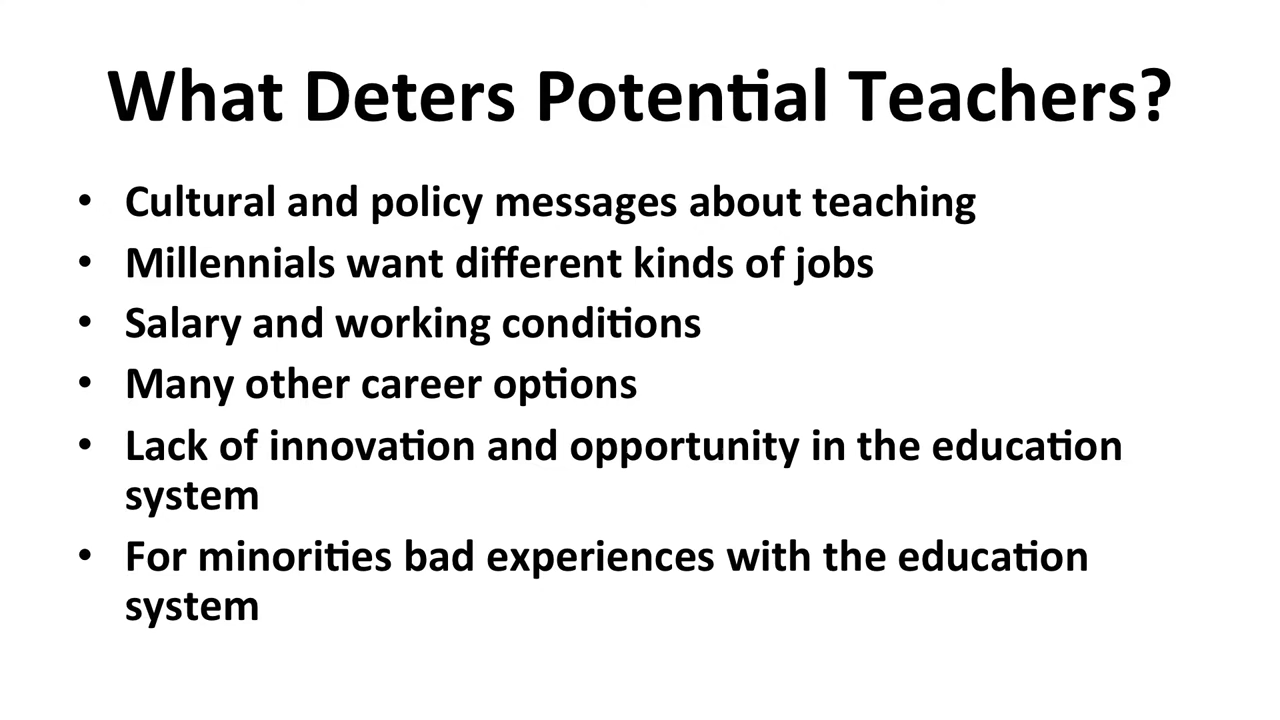 What Deters Potential Teachers?
• Cultural and policy messages about teaching
• Millennials want different kinds of jobs
• Salary and working conditions
• Many other career options
• Lack of innovation and opportunity in the education
system
• For minorities bad experiences with the education
system